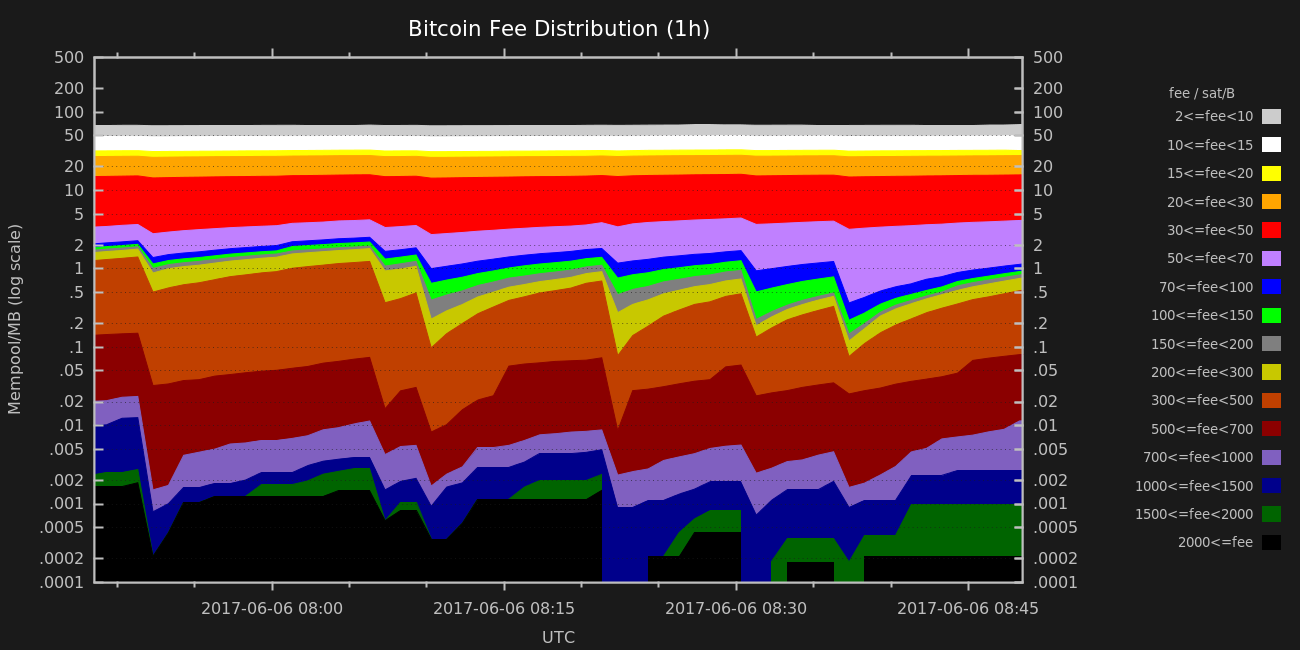 Bitcoin Fee Distribution (1h)
Mempool/MB (log scale)
500
200
100
50
20
10
5
2
1
.5
.2
.1
.05
.02
.01
.005
.002
.001
.0005
.0002
.0001
500
200
100
50
20
10
5
2
1
.5
.2
.1
.05
.02
.01
.005
.002
.001
.0005
.0002
.0001
fee / sat/B
2<=fee<10
10<=fee<15
15<=fee<20
20<=fee<30
30<=fee<50
50<=fee<70
70<=fee<100
100<=fee<150
150<=fee<200
200<=fee<300
300<=fee<500
500<=fee<700
700<=fee<1000
1000<=fee<1500
1500<=fee<2000
2000<=fee
2017-06-06 08:00 2017-06-06 08:15 2017-06-06 08:30 2017-06-06 08:45
UTC